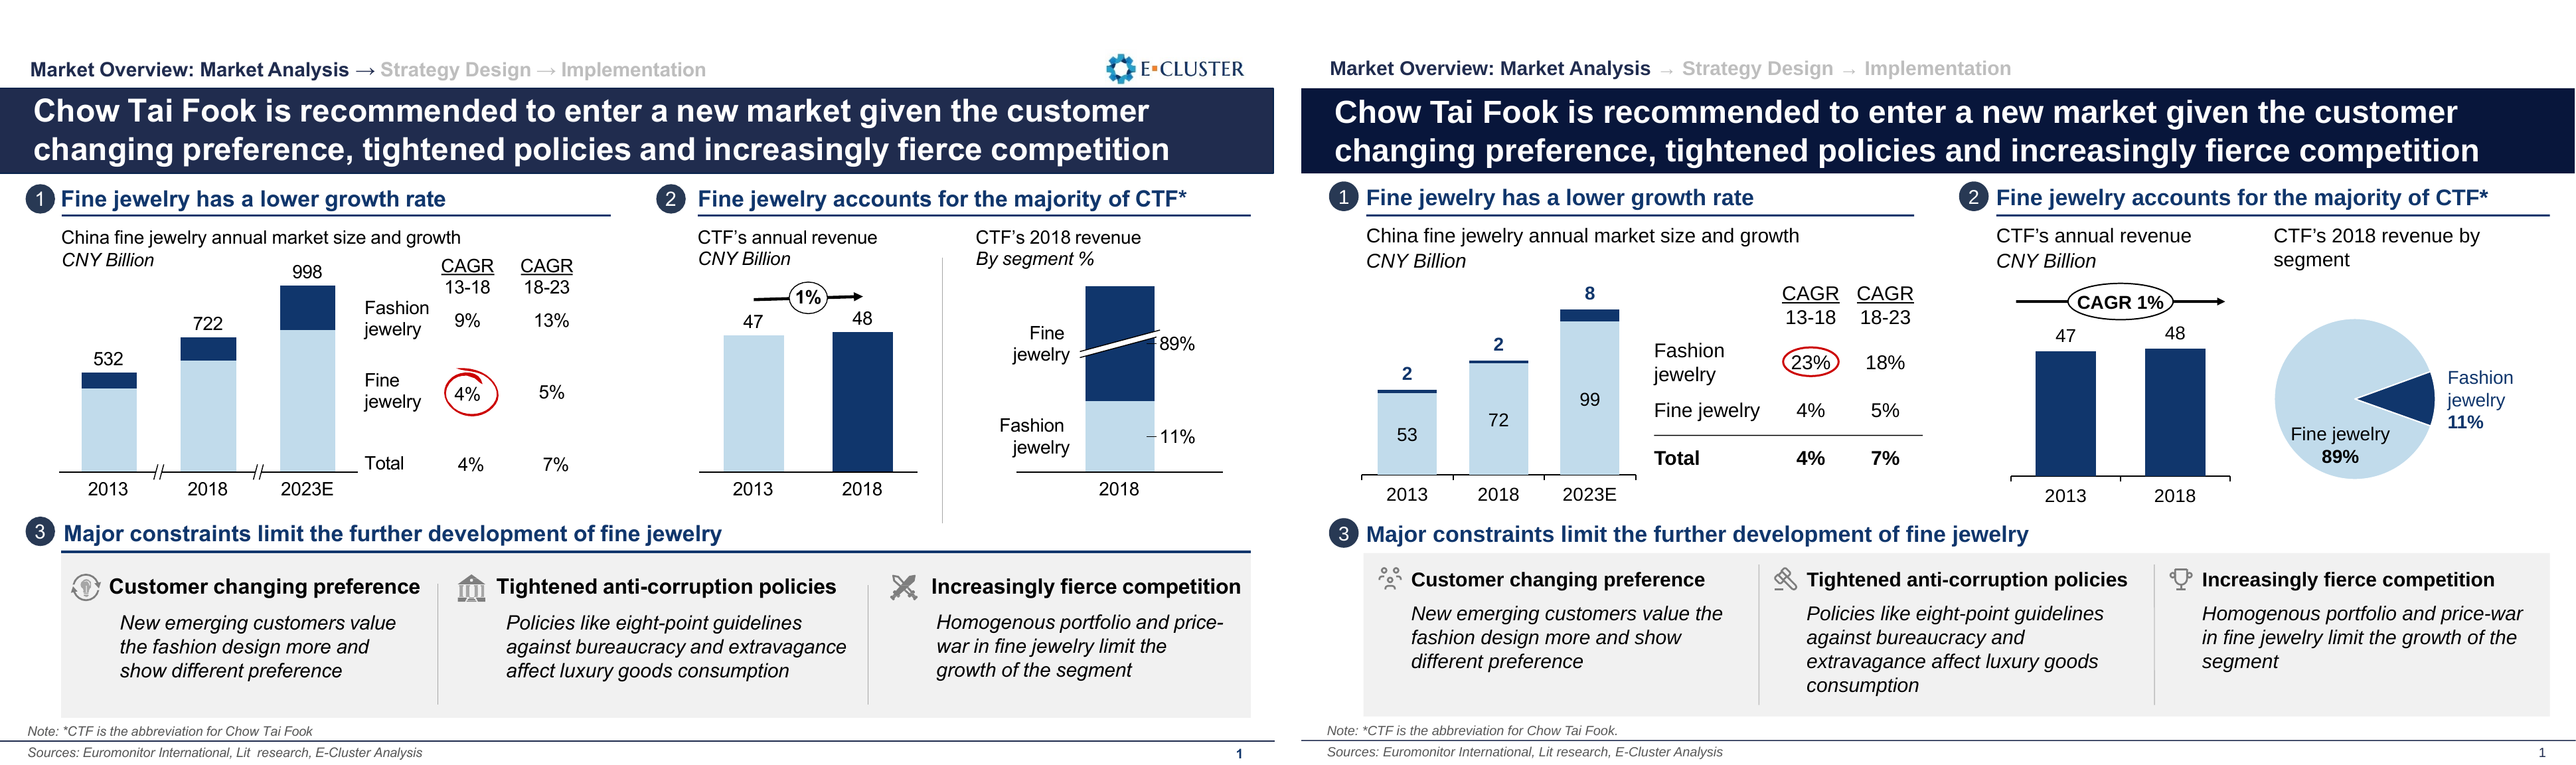 Market Overview: Market Analysis → Strategy Design → Implementation
E-CLUSTER
Chow Tai Fook is recommended to enter a new market given the customer
changing preference, tightened policies and increasingly fierce competition
1 Fine jewelry has a lower growth rate
China fine jewelry annual market size and growth
CNY Billion
532
722
998
2013
2018
2023E
CAGR
13-18
CAGR
18-23
Fashion
jewelry
9%
13%
Fine
jewelry
4%
5%
Total
4%
7%
2 Fine jewelry accounts for the majority of CTF*
CTF’s annual revenue
CNY Billion
1%
47
48
2013
2018
CTF’s 2018 revenue
By segment %
Fine
jewelry
89%
Fashion
jewelry
11%
2018
3 Major constraints limit the further development of fine jewelry
Customer changing preference
New emerging customers value
the fashion design more and
show different preference
Tightened anti-corruption policies
Policies like eight-point guidelines
against bureaucracy and extravagance
affect luxury goods consumption
Increasingly fierce competition
Homogenous portfolio and price-
war in fine jewelry limit the
growth of the segment
Note: *CTF is the abbreviation for Chow Tai Fook
Sources: Euromonitor International, Lit research, E-Cluster Analysis
1
Market Overview: Market Analysis → Strategy Design → Implementation
Chow Tai Fook is recommended to enter a new market given the customer
changing preference, tightened policies and increasingly fierce competition
1 Fine jewelry has a lower growth rate
China fine jewelry annual market size and growth
CNY Billion
2
2
8
53
72
99
2013
2018
2023E
CAGR
13-18
CAGR
18-23
Fashion
jewelry
23%
18%
Fine jewelry
4%
5%
Total
4%
7%
2 Fine jewelry accounts for the majority of CTF*
CTF’s annual revenue
CNY Billion
CAGR 1%
47
48
2013
2018
CTF’s 2018 revenue by
segment
Fashion
jewelry
11%
Fine jewelry
89%
3 Major constraints limit the further development of fine jewelry
Customer changing preference
New emerging customers value the
fashion design more and show
different preference
Tightened anti-corruption policies
Policies like eight-point guidelines
against bureaucracy and
extravagance affect luxury goods
consumption
Increasingly fierce competition
Homogenous portfolio and price-war
in fine jewelry limit the growth of the
segment
Note: *CTF is the abbreviation for Chow Tai Fook.
Sources: Euromonitor International, Lit research, E-Cluster Analysis
1